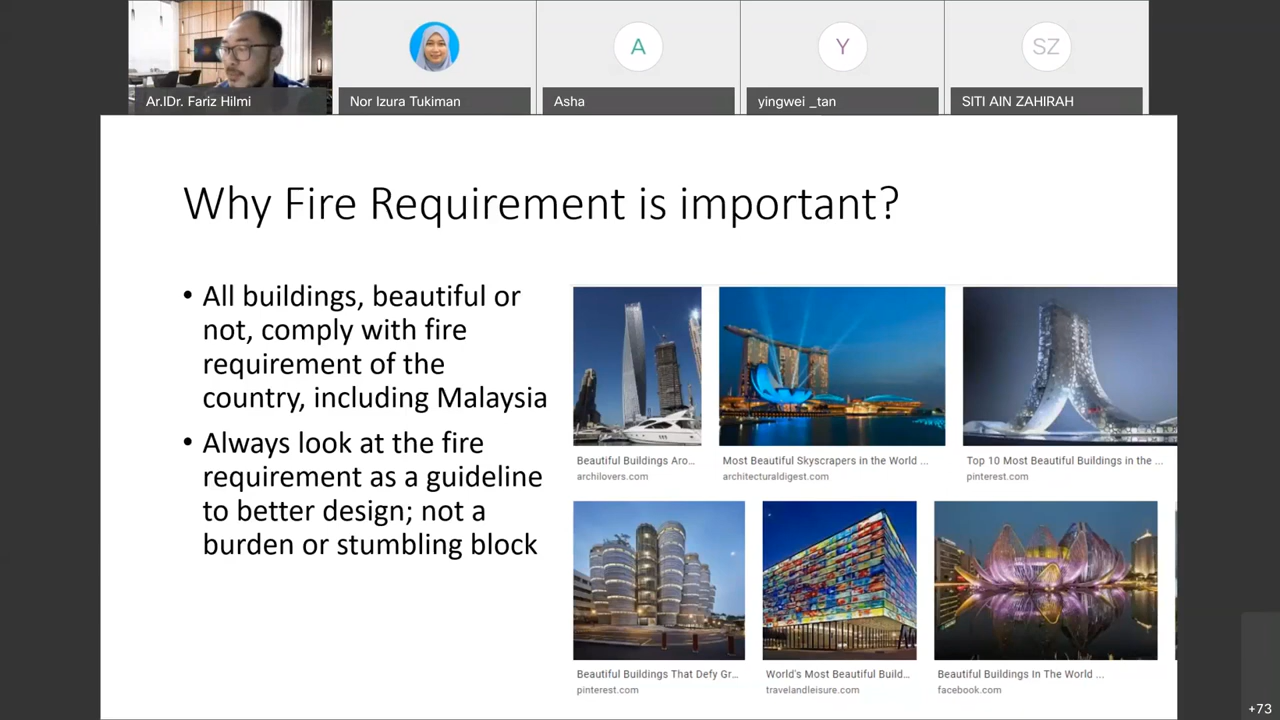 Ar.IDr. Fariz Hilmi
Nor Izura Tukiman
A
Asha
Y
yingwei _tan
SZ
SITI AIN ZAHIRAH
Why Fire Requirement is important?
• All buildings, beautiful or
not, comply with fire
requirement of the
country, including Malaysia
• Always look at the fire
requirement as a guideline
to better design; not a
burden or stumbling block
Beautiful Buildings Aro...
archilovers.com
Most Beautiful Skyscrapers in the World ...
architecturaldigest.com
Top 10 Most Beautiful Buildings in the ...
pinterest.com
Beautiful Buildings That Defy Gr...
pinterest.com
World's Most Beautiful Build...
travelandleisure.com
Beautiful Buildings In The World ...
facebook.com
+73